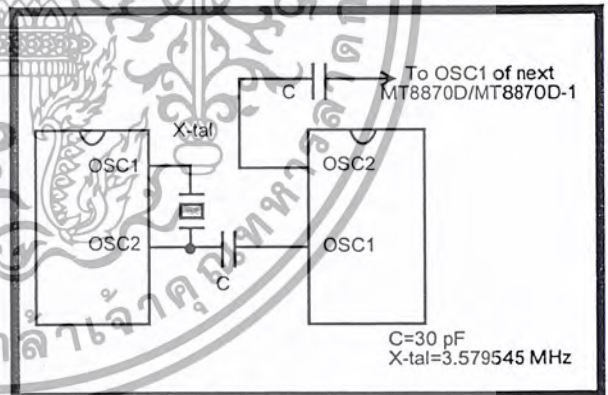 To OSC1 of next
MT8870D/MT8870D-1
C
X-tal
OSC1
OSC2
OSC2
OSC1
C
C=30 pF
X-tal=3.579545 MHz